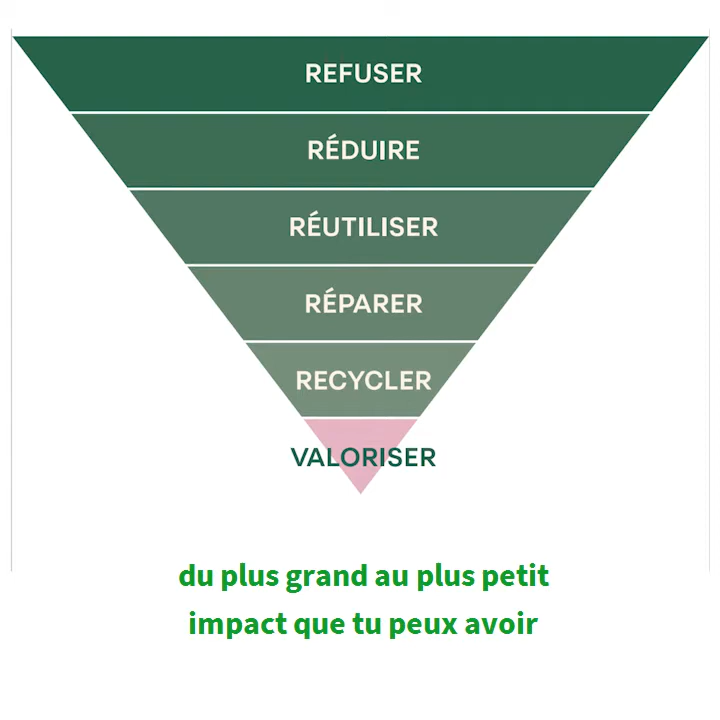 REFUSER
RÉDUIRE
RÉUTILISER
RÉPARER
RECYCLER
VALORISER
du plus grand au plus petit
impact que tu peux avoir